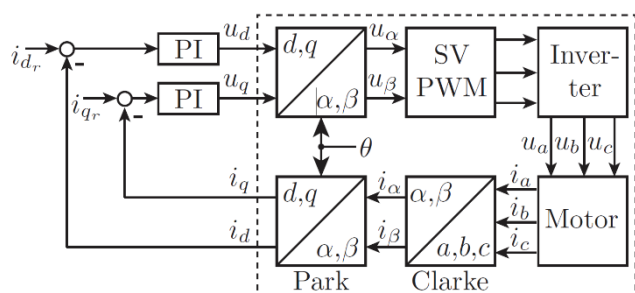 i_{d_r}
PI
u_d
d,q
α,β
u_α
SV
PWM
Inver-
ter
i_{q_r}
PI
u_q
u_β
u_a
u_b
u_c
θ
i_q
d,q
α,β
i_α
α,β
a,b,c
i_a
i_b
i_c
Motor
i_d
i_β
Park
Clarke